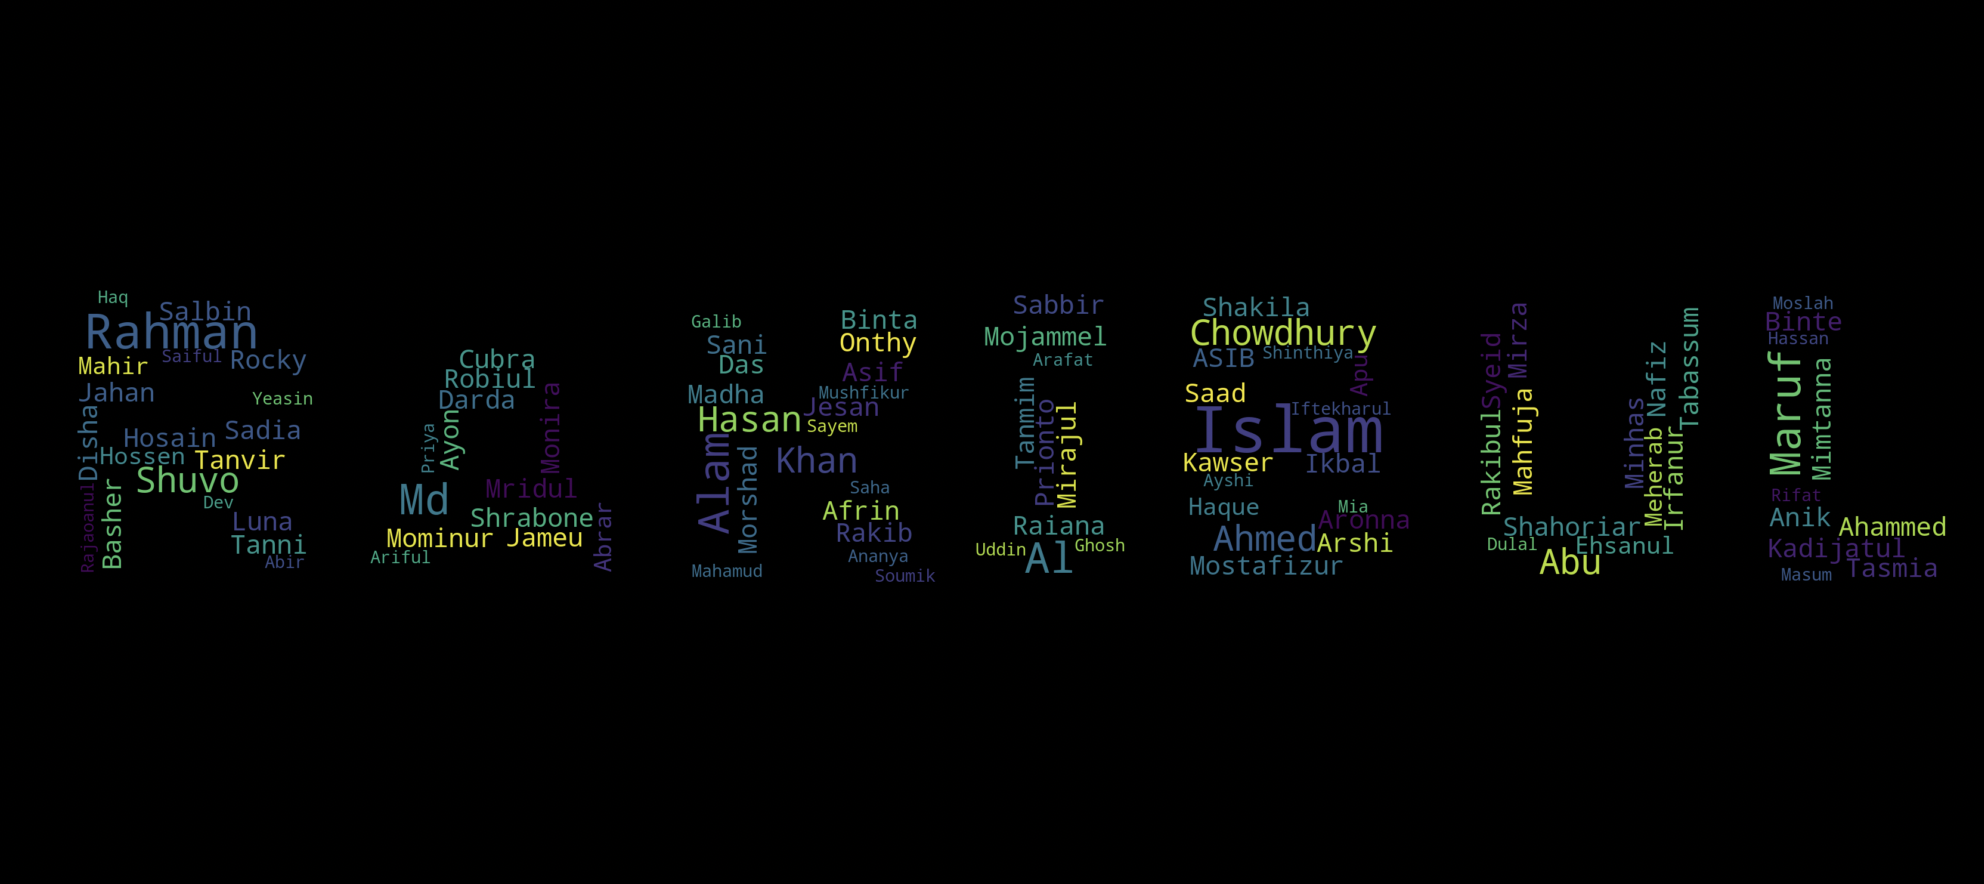 Haq
Salbin
Rahman
Mahir
Saiful
Rocky
Jahan
Yeasin
Disha
Hosain
Sadia
Hossen
Tanvir
Shuvo
Rajaoanul
Basher
Dev
Luna
Tanni
Abir
Cubra
Robiul
Darda
Monira
Priya
Ayon
Md
Mridul
Shrabone
Mominur
Jameu
Abrar
Ariful
Galib
Binta
Sani
Onthy
Das
Asif
Madha
Mushfikur
Jesan
Hasan
Sayem
Alam
Morshad
Khan
Saha
Afrin
Rakib
Ananya
Mahamud
Soumik
Sabbir
Mojammel
Arafat
Tanmim
Prionto
Mirajul
Raiana
Uddin
Ghosh
Al
Shakila
Chowdhury
ASIB
Shinthiya
Apu
Saad
Iftekharul
Islam
Kawser
Ikbal
Ayshi
Haque
Mia
Aronna
Ahmed
Arshi
Mostafizur
Mirza
Syeid
Rakibul
Mahfuja
Tabassum
Nafiz
Minhas
Meherab
Irfanur
Shahoriar
Dulal
Ehsanul
Abu
Moslah
Binte
Hassan
Maruf
Mimtanna
Rifat
Anik
Ahammed
Kadijatul
Tasmia
Masum